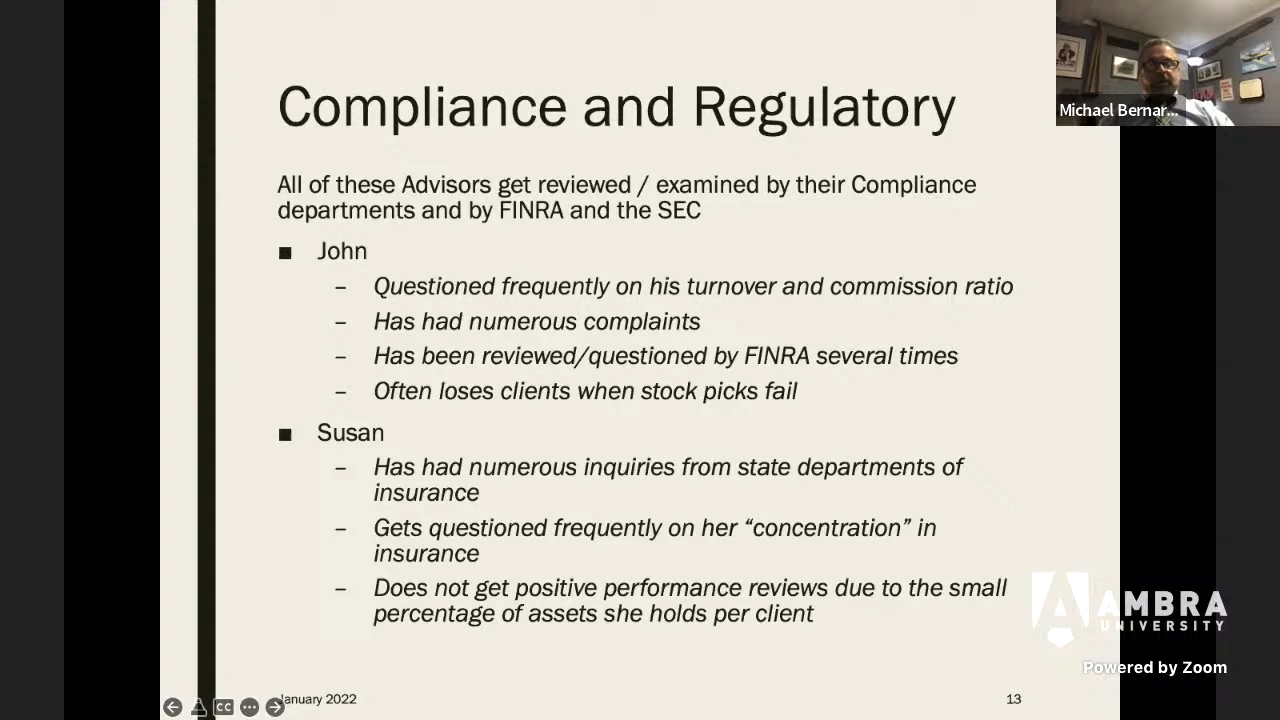 Compliance and Regulatory
Michael Bernar...
All of these Advisors get reviewed / examined by their Compliance
departments and by FINRA and the SEC
■ John
– Questioned frequently on his turnover and commission ratio
– Has had numerous complaints
– Has been reviewed/questioned by FINRA several times
– Often loses clients when stock picks fail
■ Susan
– Has had numerous inquiries from state departments of
insurance
– Gets questioned frequently on her “concentration” in
insurance
– Does not get positive performance reviews due to the small
percentage of assets she holds per client
AMBRA
UNIVERSITY
Powered by Zoom
CC
January 2022
13